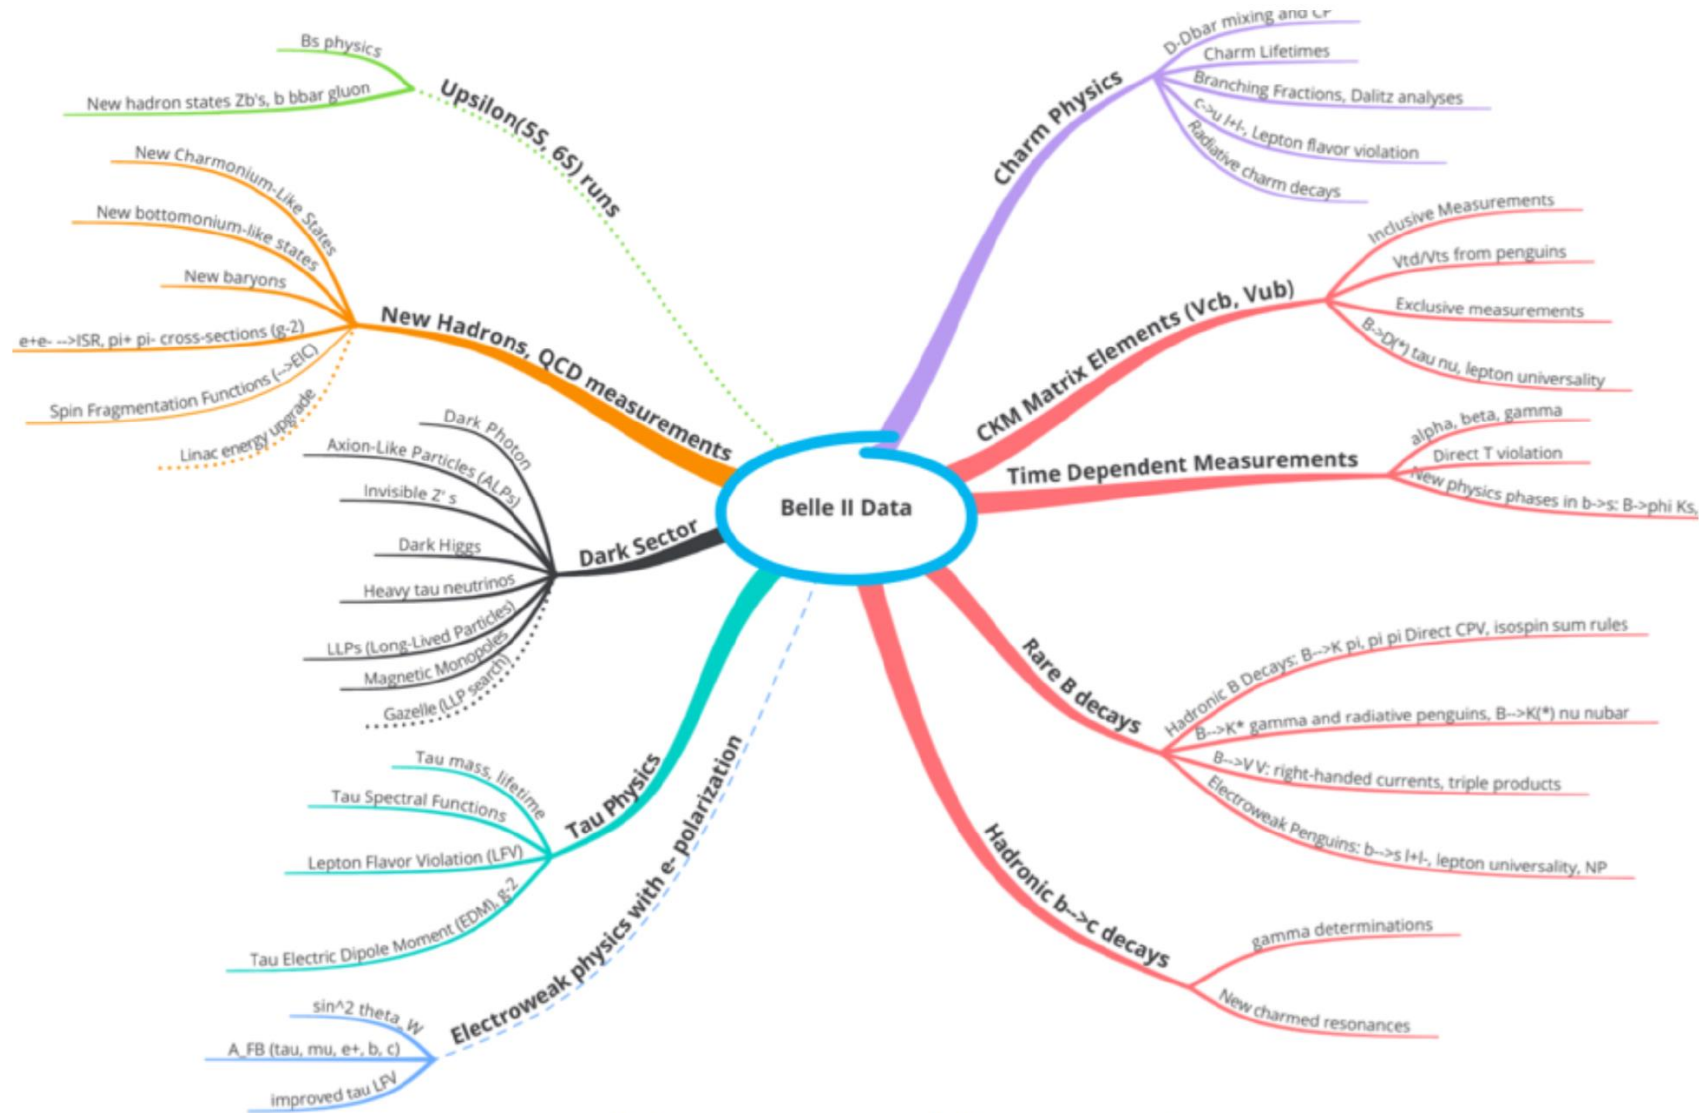 Belle II Data
Charm Physics
D-Dbar mixing and CP
Charm Lifetimes
Branching Fractions, Dalitz analyses
c->u l+l-, Lepton flavor violation
Radiative charm decays
CKM Matrix Elements (Vcb, Vub)
Inclusive Measurements
Vtd/Vts from penguins
Exclusive measurements
B->D(*) tau nu, lepton universality
Time Dependent Measurements
alpha, beta, gamma
Direct T violation
New physics phases in b->s: B->phi Ks,
Rare B decays
Hadronic B Decays: B-->K pi, pi pi Direct CPV, isospin sum rules
B-->K* gamma and radiative penguins, B-->K(*) nu nubar
B-->V V: right-handed currents, triple products
Electroweak Penguins: b-->s l+l-, lepton universality, NP
Hadronic b-->c decays
gamma determinations
New charmed resonances
Upsilon(5S, 6S) runs
Bs physics
New hadron states Zb's, b bbar gluon
New Hadrons, QCD measurements
New Charmonium-Like States
New bottomonium-like states
New baryons
e+e- -->ISR, pi+ pi- cross-sections (g-2)
Spin Fragmentation Functions (-->EIC)
Linac energy upgrade
Dark Sector
Dark Photon
Axion-Like Particles (ALPs)
Invisible Z' s
Dark Higgs
Heavy tau neutrinos
LLPs (Long-Lived Particles)
Magnetic Monopoles
Gazelle (LLP search)
Tau Physics
Tau mass, lifetime
Tau Spectral Functions
Lepton Flavor Violation (LFV)
Tau Electric Dipole Moment (EDM), g-2
Electroweak physics with e- polarization
sin^2 theta_W
A_FB (tau, mu, e+, b, c)
improved tau LFV